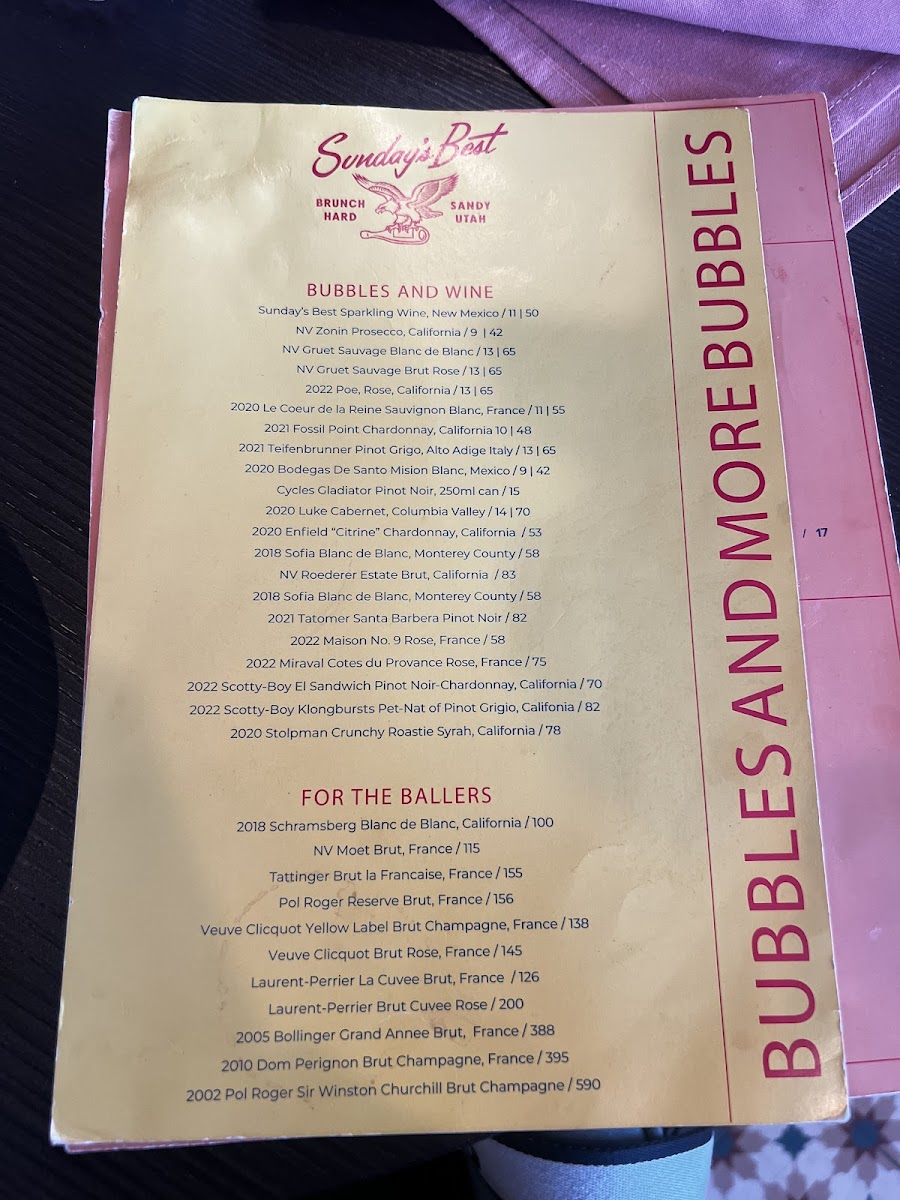 Sunday's Best
BRUNCH HARD
SANDY UTAH
BUBBLES AND WINE
Sunday's Best Sparkling Wine, New Mexico / 11 | 50
NV Zonin Prosecco, California / 9 | 42
NV Gruet Sauvage Blanc de Blanc / 13 | 65
NV Gruet Sauvage Brut Rose / 13 | 65
2022 Poe, Rose, California / 13 | 65
2020 Le Coeur de la Reine Sauvignon Blanc, France / 11 | 55
2021 Fossil Point Chardonnay, California 10 | 48
2021 Teifenbrunner Pinot Grigo, Alto Adige Italy / 13 | 65
2020 Bodegas De Santo Mision Blanc, Mexico / 9 | 42
Cycles Gladiator Pinot Noir, 250ml can / 15
2020 Luke Cabernet, Columbia Valley / 14 | 70
2020 Enfield “Citrine” Chardonnay, California / 53
2018 Sofia Blanc de Blanc, Monterey County / 58
NV Roederer Estate Brut, California / 83
2018 Sofia Blanc de Blanc, Monterey County / 58
2021 Tatomer Santa Barbera Pinot Noir / 82
2022 Maison No. 9 Rose, France / 58
2022 Miraval Cotes du Provance Rose, France / 75
2022 Scotty-Boy El Sandwich Pinot Noir-Chardonnay, California / 70
2022 Scotty-Boy Klongbursts Pet-Nat of Pinot Grigio, Califonia / 82
2020 Stolpman Crunchy Roastie Syrah, California / 78
FOR THE BALLERS
2018 Schramsberg Blanc de Blanc, California / 100
NV Moet Brut, France / 115
Tattinger Brut la Francaise, France / 155
Pol Roger Reserve Brut, France / 156
Veuve Clicquot Yellow Label Brut Champagne, France / 138
Veuve Clicquot Brut Rose, France / 145
Laurent-Perrier La Cuvee Brut, France / 126
Laurent-Perrier Brut Cuvee Rose / 200
2005 Bollinger Grand Annee Brut, France / 388
2010 Dom Perignon Brut Champagne, France / 395
2002 Pol Roger Sir Winston Churchill Brut Champagne / 590
BUBBLES AND MORE BUBBLES
/ 17